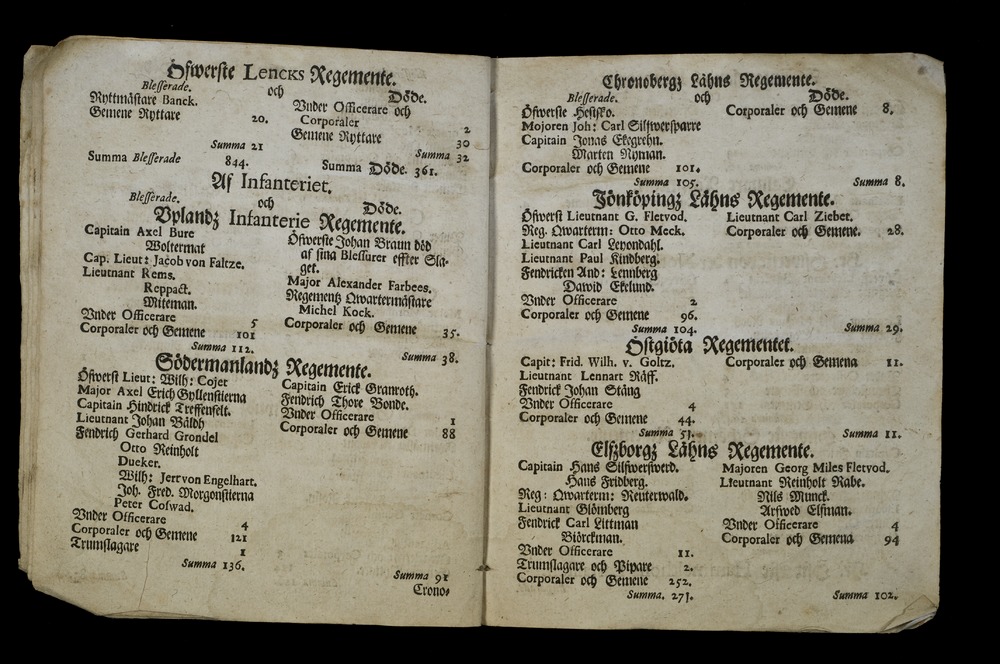 Öfwerste Lencks Regemente.
Blesserade. och Döde.
Ryttmästare Banck.
Gemene Ryttare 20.
Summa 21
Vnder Officerare och
Corporaler 2
Gemene Ryttare 30
Summa 32
Summa Blesserade 844. Summa Döde. 361.
Af Infanteriet.
Blesserade. och Döde.
Vplandz Infanterie Regemente.
Capitain Axel Bure
Woltermat
Cap. Lieut: Jacob von Faltze.
Lieutnant Rems.
Reppact.
Miteman.
Vnder Officerare 5
Corporaler och Gemene 101
Summa 112.
Öfwerste Johan Braun död
af sina Blessurer effter Sla-
get.
Major Alexander Farbees.
Regementz Qwartermästare
Michel Kock.
Corporaler och Gemene 35.
Summa 38.
Södermanlandz Regemente.
Öfwerst Lieut: Wilh: Cojet
Major Axel Erich Gyllenstierna
Capitain Hindrick Treffenfelt.
Lieutnant Johan Bäldh
Fendrich Gerhard Grondel
Otto Reinholt
Dueker.
Wilh: Jerrvon Engelhart.
Joh. Fred. Morgonstierna
Peter Cofwad.
Vnder Officerare 4
Corporaler och Gemene 121
Trumslagare 1
Summa 136.
Capitain Erick Granroth.
Fendrich Thore Bonde.
Vnder Officerare 1
Corporaler och Gemene 88
Summa 91
Crono-
Chronobergz Lähns Regemente.
Blesserade. och Döde.
Öfwerste Hestsko.
Mojoren Joh: Carl Silfwersparre
Capitain Jonas Ekegrehn.
Marten Nyman.
Corporaler och Gemene 101.
Summa 105.
Corporaler och Gemene 8.
Summa 8.
Jönköpingz Lähns Regemente.
Öfwerst Lieutnant G. Fletvod.
Reg. Qwarterm: Otto Meck.
Lieutnant Carl Leyondahl.
Lieutnant Paul Kindberg.
Fendricken And: Lennberg
Dawid Ekelund.
Vnder Officerare 2
Corporaler och Gemene 96.
Summa 104.
Lieutnant Carl Ziebet.
Corporaler och Gemene. 28.
Summa 29.
Östgiöta Regementet.
Capit: Frid. Wilh. v. Goltz.
Lieutnant Lennart Räff.
Fendrick Johan Stäng
Vnder Officerare 4
Corporaler och Gemene 44.
Summa 51.
Corporaler och Gemena 11.
Summa 11.
Elfzborgz Lähns Regemente.
Capitain Hans Silfwerswerd.
Hans Fridberg.
Reg: Qwarterm: Reuterwald.
Lieutnant Glömberg
Fendrick Carl Littman
Biörckman.
Vnder Officerare 11.
Trumslagare och Pipare 2.
Corporaler och Gemene 252.
Summa. 271.
Majoren Georg Miles Fletvod.
Lieutnant Reinholt Rabe.
Nils Munck.
Arfwed Elfman.
Vnder Officerare 4
Corporaler och Gemena 94
Summa 102.